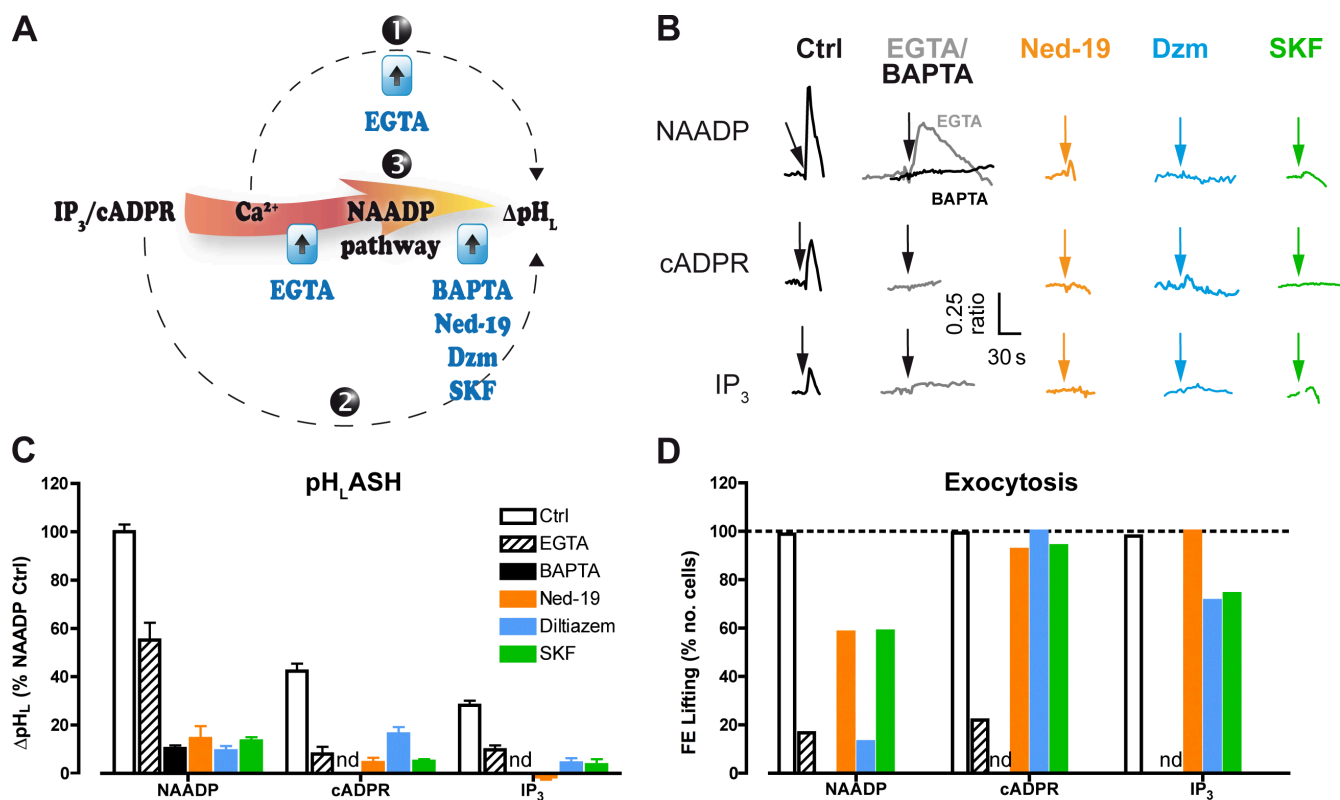 A
1
EGTA
3
IP3/cADPR
Ca2+
NAADP
pathway
ΔpHL
EGTA
BAPTA
Ned-19
Dzm
SKF
2
B
Ctrl
EGTA/
BAPTA
Ned-19
Dzm
SKF
NAADP
EGTA
BAPTA
cADPR
0.25
ratio
30 s
IP3
C
pHLASH
ΔpHL (% NAADP Ctrl)
120
100
80
60
40
20
0
Ctrl
EGTA
BAPTA
Ned-19
Diltiazem
SKF
nd
nd
NAADP
cADPR
IP3
D
Exocytosis
FE Lifting (% no. cells)
120
100
80
60
40
20
0
nd
nd
NAADP
cADPR
IP3